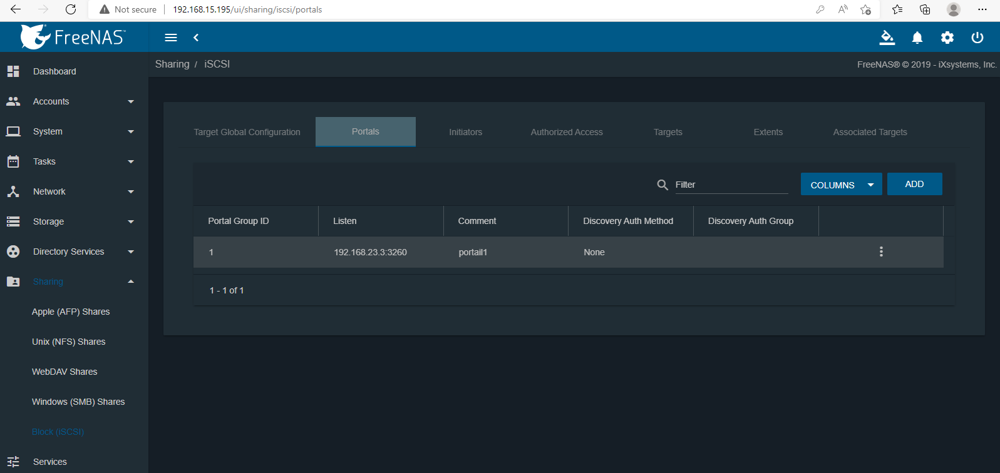 Not secure 192.168.15.195/ui/sharing/iscsi/portals
FreeNAS™
Sharing / iSCSI
FreeNAS® © 2019 - iXsystems, Inc.
Dashboard
Accounts
System
Tasks
Network
Storage
Directory Services
Sharing
Apple (AFP) Shares
Unix (NFS) Shares
WebDAV Shares
Windows (SMB) Shares
Block (iSCSI)
Services
Target Global Configuration Portals Initiators Authorized Access Targets Extents Associated Targets
Filter COLUMNS ADD
Portal Group ID Listen Comment Discovery Auth Method Discovery Auth Group
1 192.168.23.3:3260 portail1 None
1 - 1 of 1